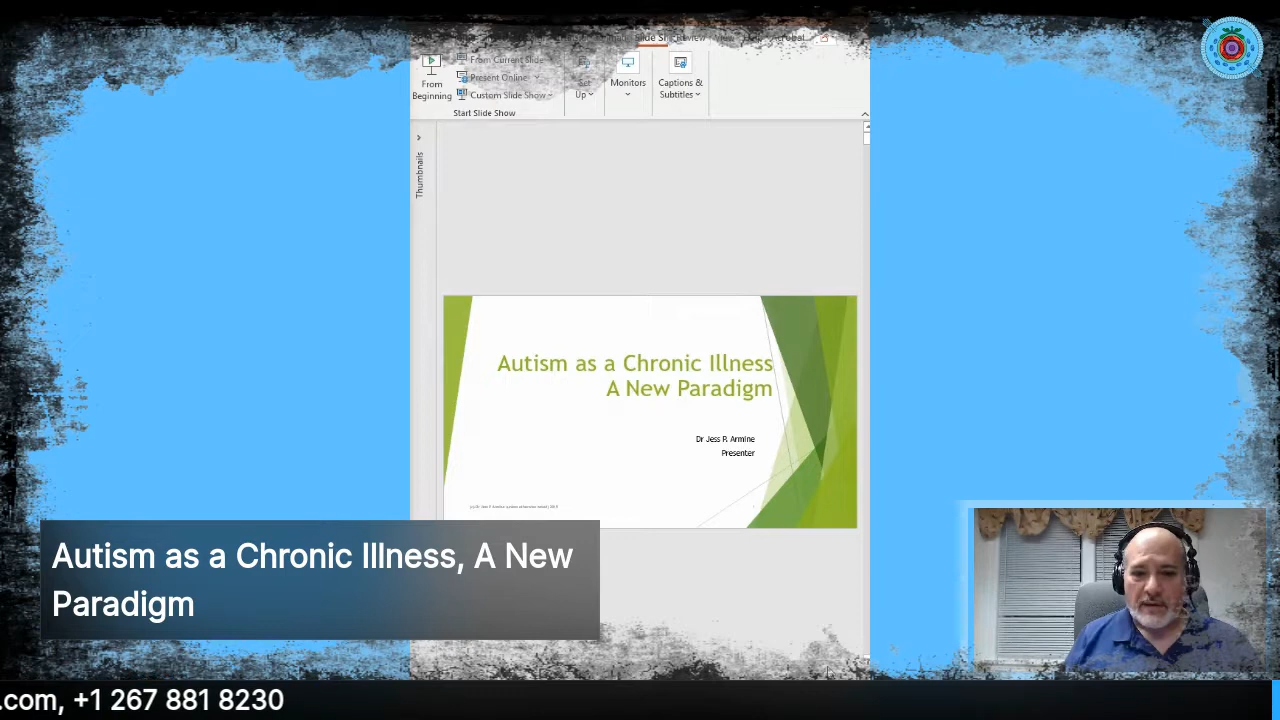 From Current Slide
Present Online
Custom Slide Show
From
Beginning
Set
Up
Monitors
Captions &
Subtitles
Start Slide Show
Thumbnails
Autism as a Chronic Illness
A New Paradigm
Dr Jess P. Armine
Presenter
Autism as a Chronic Illness, A New
Paradigm
.com, +1 267 881 8230